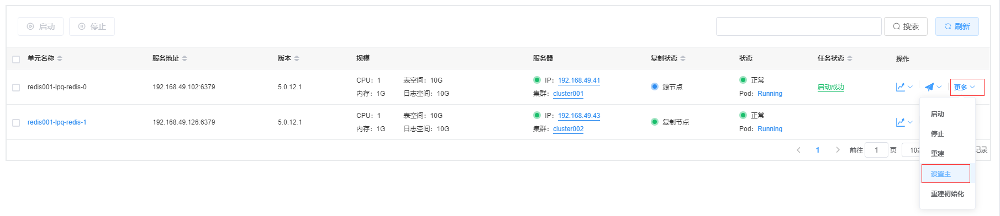 启动 停止 搜索 刷新
单元名称 服务地址 版本 规模 服务器 复制状态 状态 任务状态 操作
redis001-lpq-redis-0 192.168.49.102:6379 5.0.12.1 CPU：1 表空间：10G IP：192.168.49.41 源节点 正常 启动成功 更多
内存：1G 日志空间：10G 集群：cluster001 Pod：Running
redis001-lpq-redis-1 192.168.49.126:6379 5.0.12.1 CPU：1 表空间：10G IP：192.168.49.43 复制节点 正常
内存：1G 日志空间：10G 集群：cluster002 Pod：Running
1 前往 1 页 记录
启动
停止
重建
设置主
重建初始化